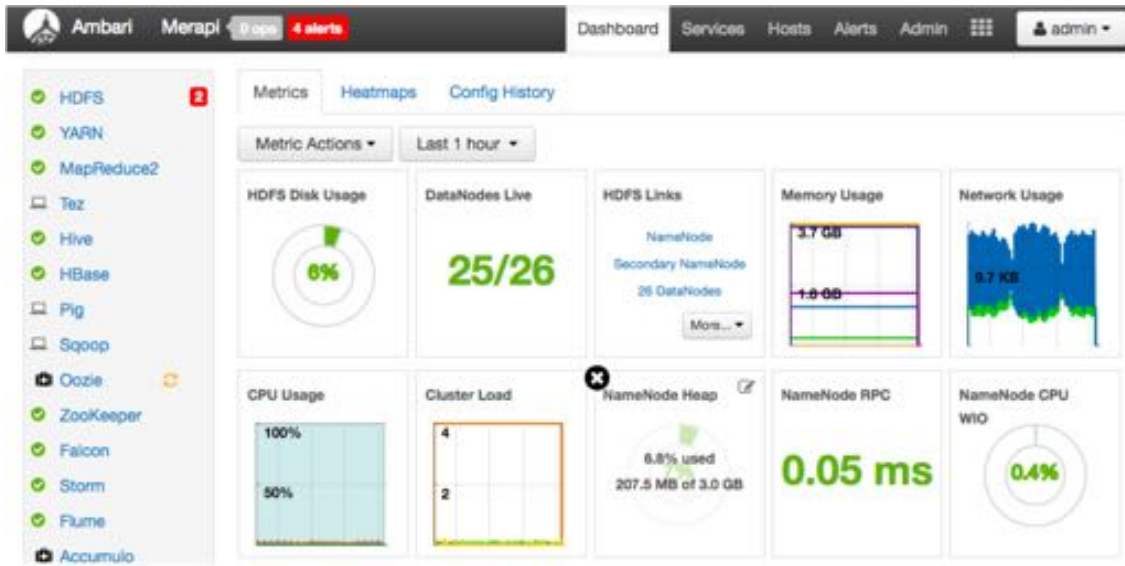 Ambari Merapi 0 ops 4 alerts Dashboard Services Hosts Alerts Admin admin
HDFS 2
YARN
MapReduce2
Tez
Hive
HBase
Pig
Sqoop
Oozie
ZooKeeper
Falcon
Storm
Flume
Accumulo
Metrics Heatmaps Config History
Metric Actions Last 1 hour
HDFS Disk Usage
6%
DataNodes Live
25/26
HDFS Links
NameNode
Secondary NameNode
26 DataNodes
More...
Memory Usage
3.7 GB
1.8 GB
Network Usage
9.7 KB
CPU Usage
100%
50%
Cluster Load
4
2
NameNode Heap
6.8% used
207.5 MB of 3.0 GB
NameNode RPC
0.05 ms
NameNode CPU
WIO
0.4%